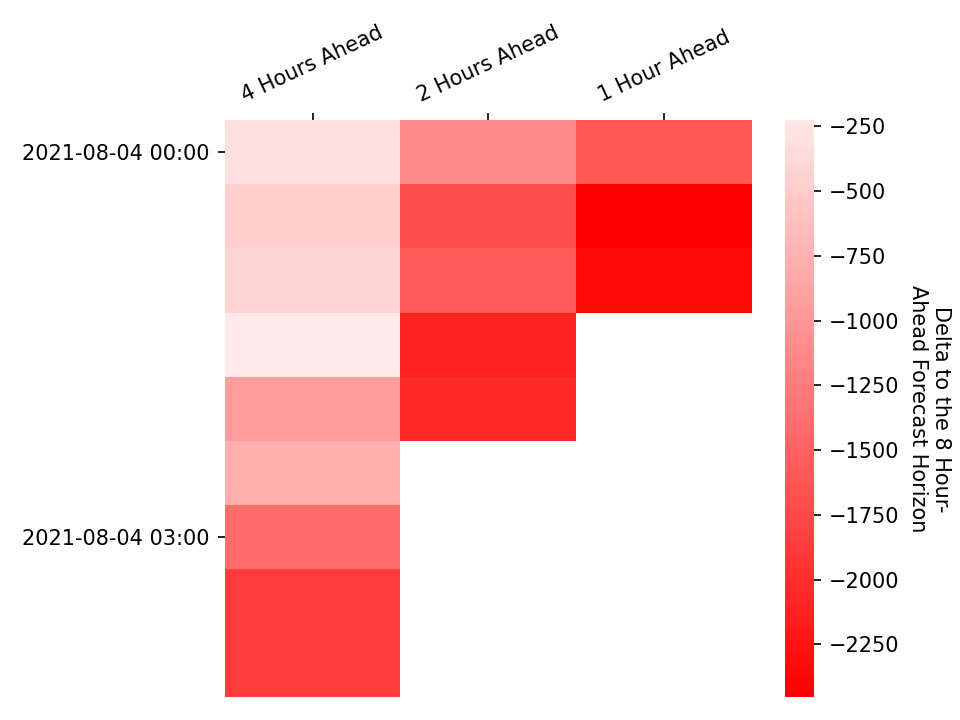 4 Hours Ahead
2 Hours Ahead
1 Hour Ahead
2021-08-04 00:00
2021-08-04 03:00
−250
−500
−750
−1000
−1250
−1500
−1750
−2000
−2250
Delta to the 8 Hour-
Ahead Forecast Horizon